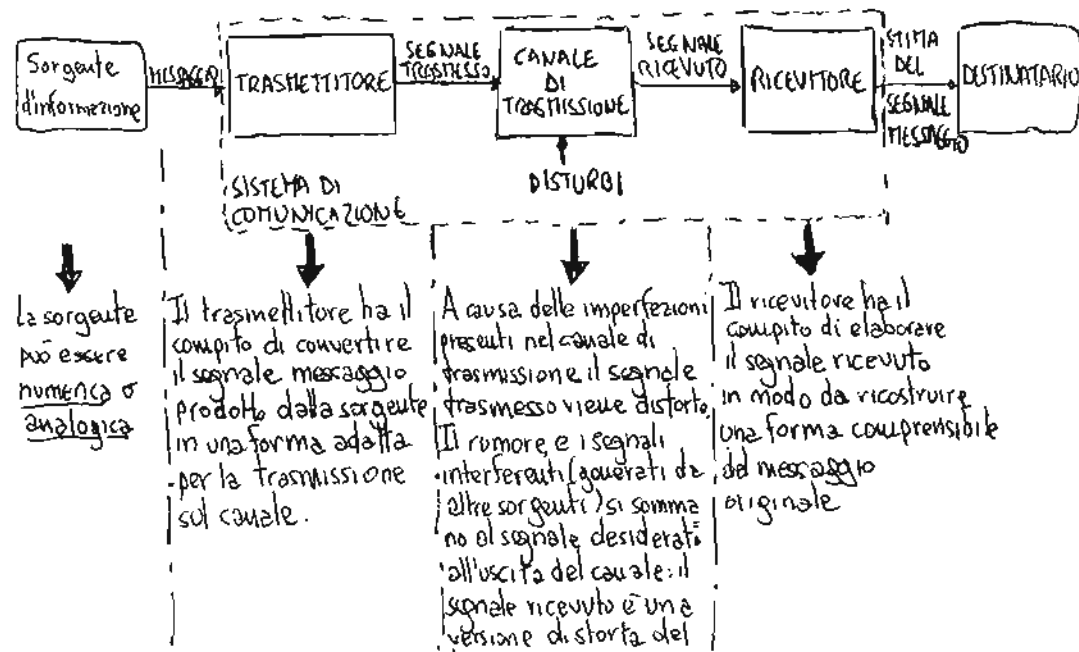 Sorgente
d'informazione
MESSAGGI
TRASMETTITORE
SEGNALE
TRASMESSO
CANALE
DI
TRASMISSIONE
SEGNALE
RICEVUTO
RICEVITORE
STIMA
DEL
SEGNALE
MESSAGGIO
DESTINATARIO
DISTURBI
SISTEMA DI
COMUNICAZIONE
La sorgente
può essere
numerica o
analogica
Il trasmettitore ha il
compito di convertire
il segnale messaggio
prodotto dalla sorgente
in una forma adatta
per la trasmissione
sul canale.
A causa delle imperfezioni
presenti nel canale di
trasmissione il segnale
trasmesso viene distorto.
Il rumore, e i segnali
interferenti (generati da
altre sorgenti) si somma
no al segnale desiderat
all'uscita del canale: il
segnale ricevuto è una
versione distorta del
Il ricevitore ha il
compito di elaborare
il segnale ricevuto
in modo da ricostruire
una forma comprensibile
del messaggio
originale